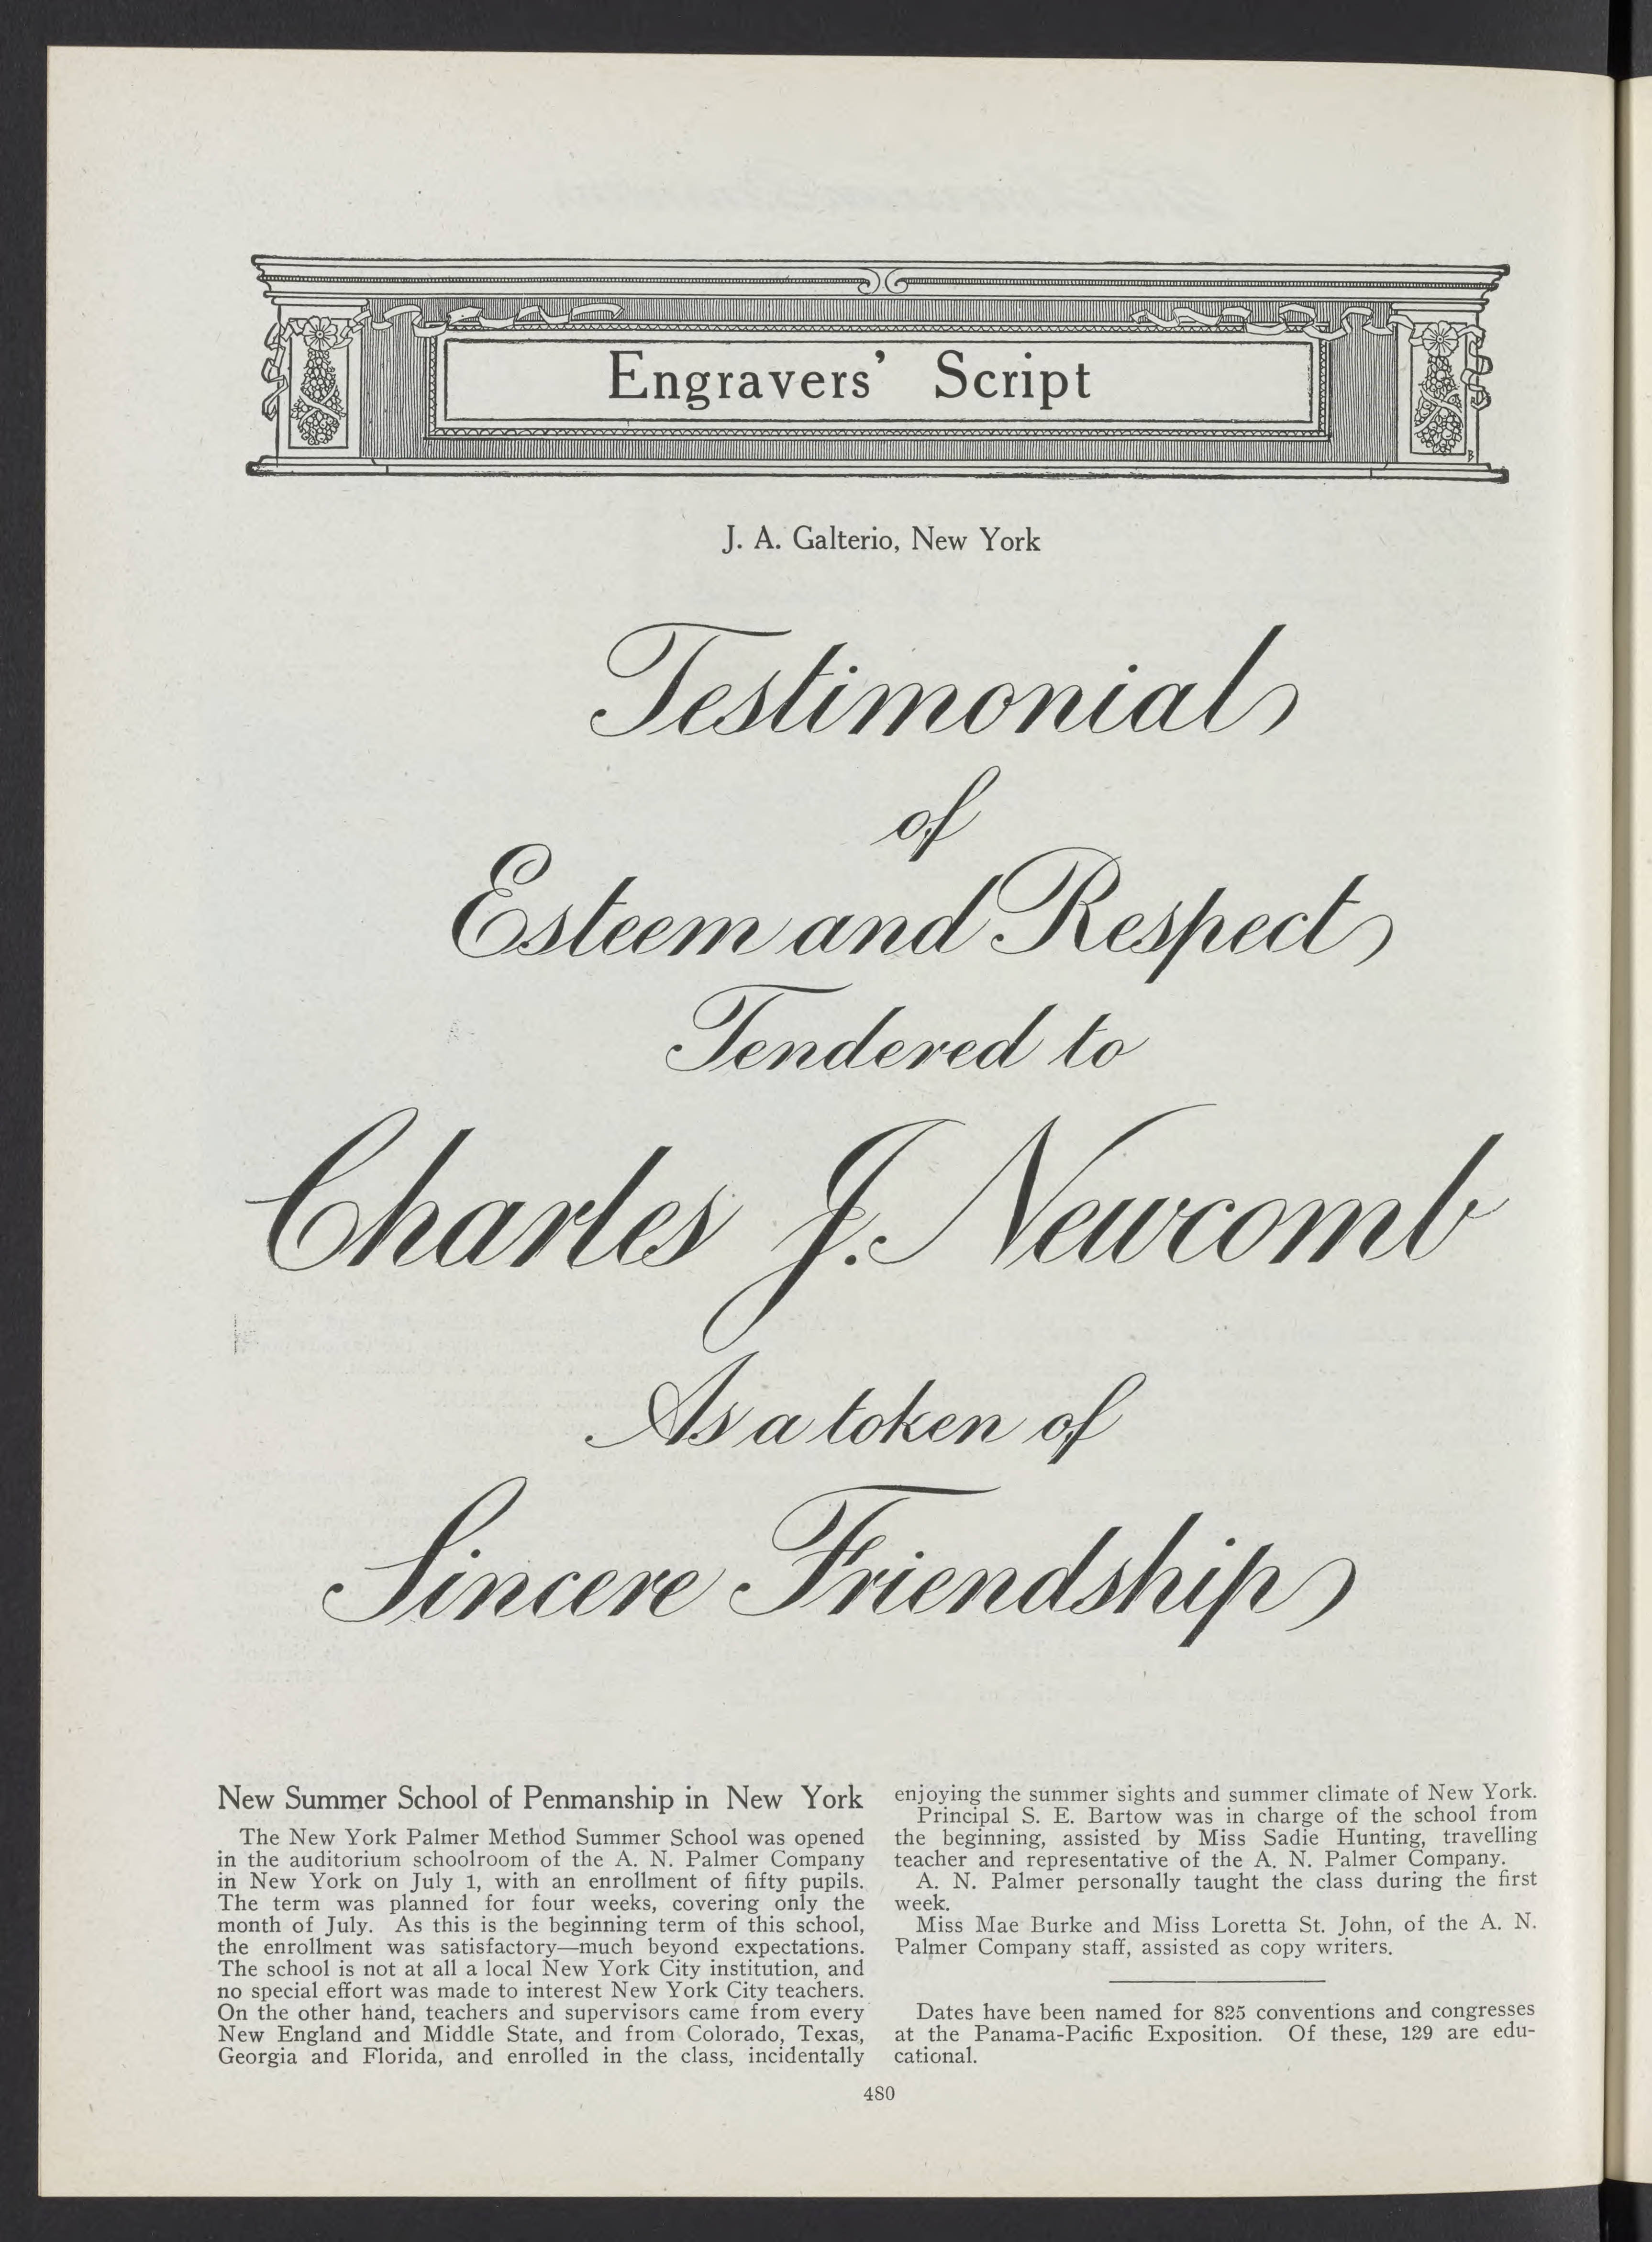 Engravers' Script
J. A. Galterio, New York
Testimonial
of
Esteem and Respect
Tendered to
Charles J. Newcomb
As a token of
Sincere Friendship
New Summer School of Penmanship in New York
The New York Palmer Method Summer School was opened
in the auditorium schoolroom of the A. N. Palmer Company
in New York on July 1, with an enrollment of fifty pupils.
The term was planned for four weeks, covering only the
month of July. As this is the beginning term of this school,
the enrollment was satisfactory—much beyond expectations.
The school is not at all a local New York City institution, and
no special effort was made to interest New York City teachers.
On the other hand, teachers and supervisors came from every
New England and Middle State, and from Colorado, Texas,
Georgia and Florida, and enrolled in the class, incidentally
enjoying the summer sights and summer climate of New York.
Principal S. E. Bartow was in charge of the school from
the beginning, assisted by Miss Sadie Hunting, travelling
teacher and representative of the A. N. Palmer Company.
A. N. Palmer personally taught the class during the first
week.
Miss Mae Burke and Miss Loretta St. John, of the A. N.
Palmer Company staff, assisted as copy writers.
Dates have been named for 825 conventions and congresses
at the Panama-Pacific Exposition. Of these, 129 are edu-
cational.
480